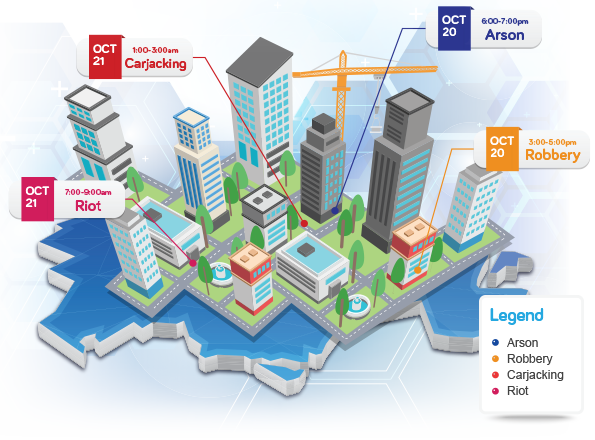 OCT
20
6:00-7:00pm
Arson
OCT
21
1:00-3:00am
Carjacking
OCT
20
3:00-5:00pm
Robbery
OCT
21
7:00-9:00am
Riot
Legend
Arson
Robbery
Carjacking
Riot